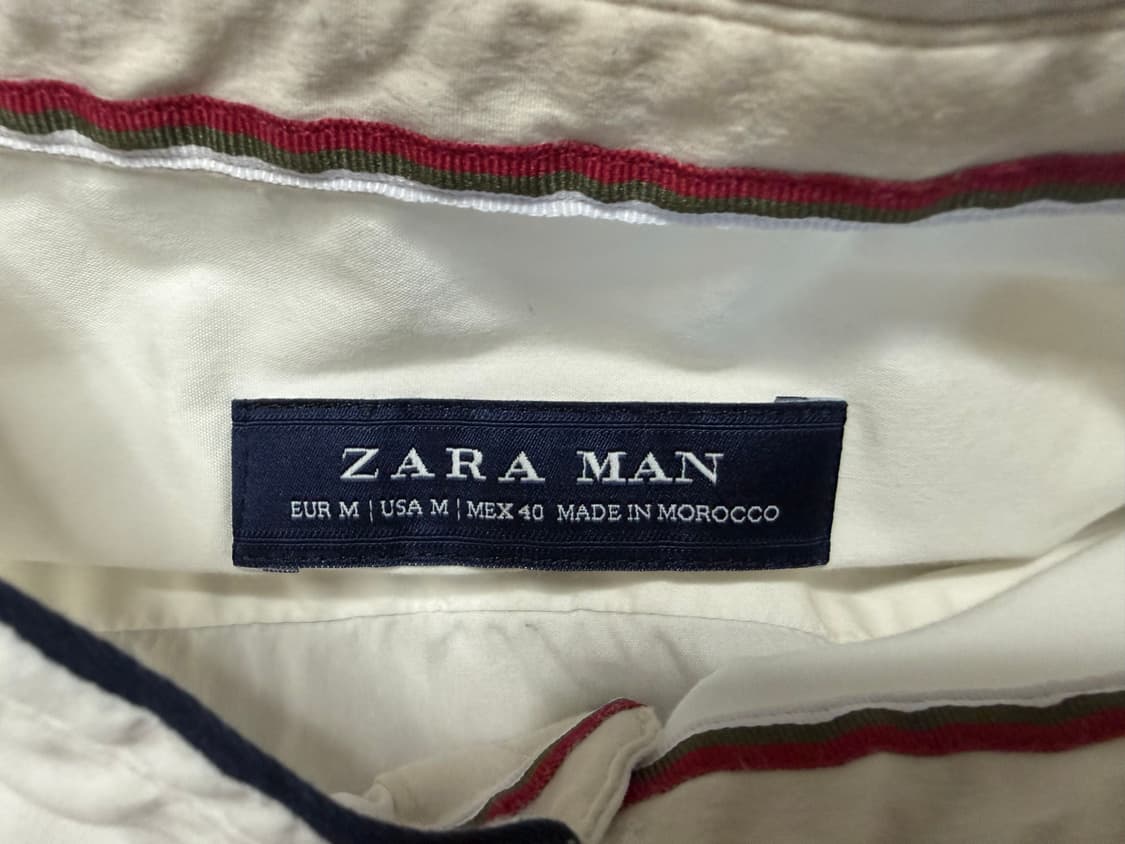 ZARA MAN
EUR M | USA M | MEX 40 MADE IN MOROCCO